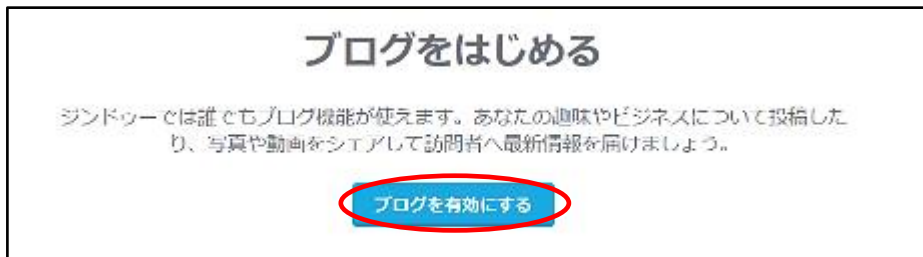 ブログをはじめる
ジンドゥーでは誰でもブログ機能が使えます。あなたの趣味やビジネスについて投稿した
り、写真や動画をシェアして訪問者へ最新情報を届けましょう。
ブログを有効にする